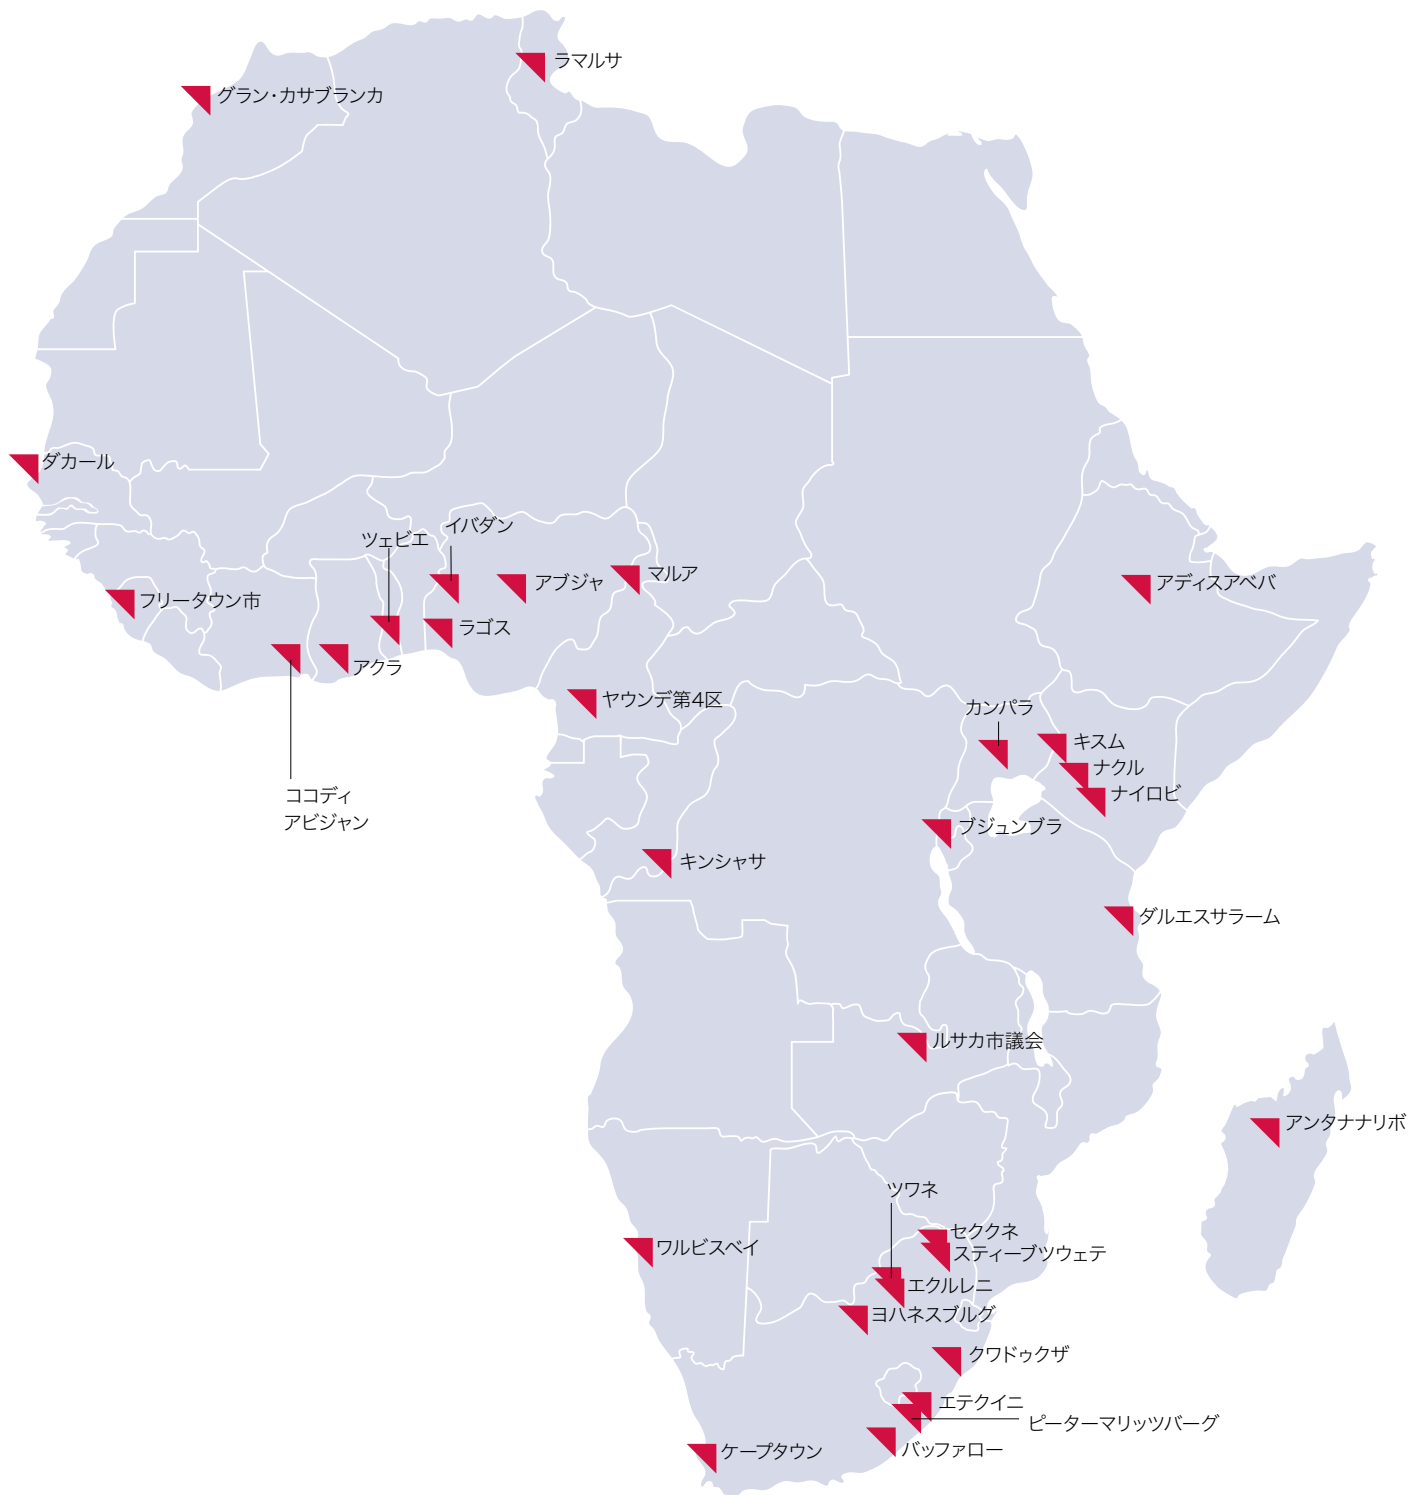 ラマルサ
グラン・カサブランカ
ダカール
イバダン
ツェビエ
アブジャ
マルア
アディスアベバ
フリータウン市
ラゴス
アクラ
ヤウンデ第4区
カンパラ
キスム
ナクル
ナイロビ
ココディ
アビジャン
ブジュンブラ
キンシャサ
ダルエスサラーム
ルサカ市議会
アンタナナリボ
ツワネ
セククネ
ワルビスベイ
スティーブツウェテ
エクルレニ
ヨハネスブルグ
クワドゥクザ
エテクイニ
ピーターマリッツバーグ
バッファロー
ケープタウン